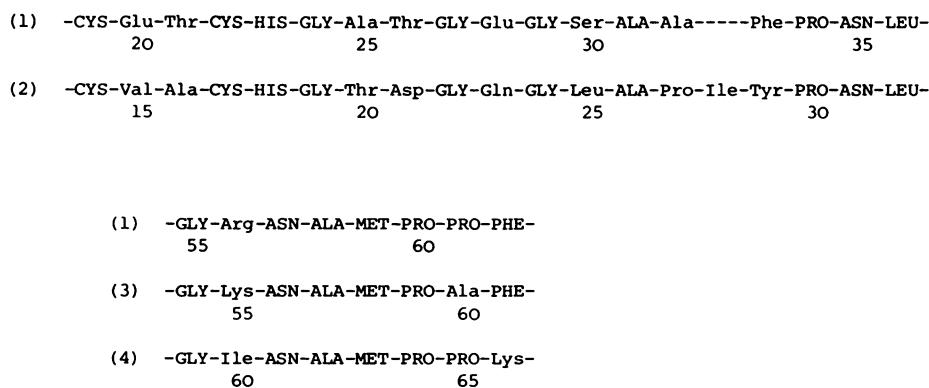 (1) -CYS-Glu-Thr-CYS-HIS-GLY-Ala-Thr-GLY-Glu-GLY-Ser-ALA-Ala-----Phe-PRO-ASN-LEU-
20 25 30 35
(2) -CYS-Val-Ala-CYS-HIS-GLY-Thr-Asp-GLY-Gln-GLY-Leu-ALA-Pro-Ile-Tyr-PRO-ASN-LEU-
15 20 25 30
(1) -GLY-Arg-ASN-ALA-MET-PRO-PRO-PHE-
55 60
(3) -GLY-Lys-ASN-ALA-MET-PRO-Ala-PHE-
55 60
(4) -GLY-Ile-ASN-ALA-MET-PRO-PRO-Lys-
60 65